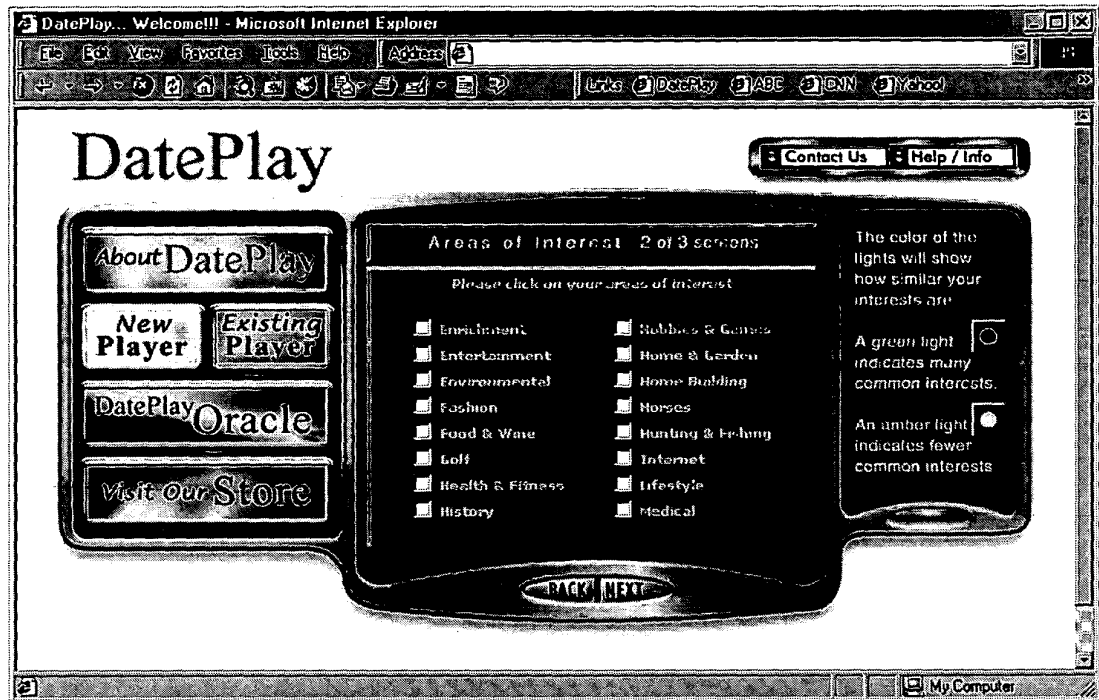 DatePlay... Welcome!!! - Microsoft Internet Explorer
File Edit View Favorites Tools Help Address
Links DatePlay ABC CNN Yahoo!
DatePlay
Contact Us Help / Info
About DatePlay
New Player
Existing Player
DatePlay Oracle
Visit Our Store
Areas of Interest 2 of 3 screens
Please click on your areas of interest
Enrichment
Entertainment
Environmental
Fashion
Food & Wine
Golf
Health & Fitness
History
Hobbies & Games
Home & Garden
Home Building
Horses
Hunting & Fishing
Internet
Lifestyle
Medical
BACK NEXT
The color of the
lights will show
how similar your
interests are
A green light
indicates many
common interests.
An amber light
indicates fewer
common interests
My Computer